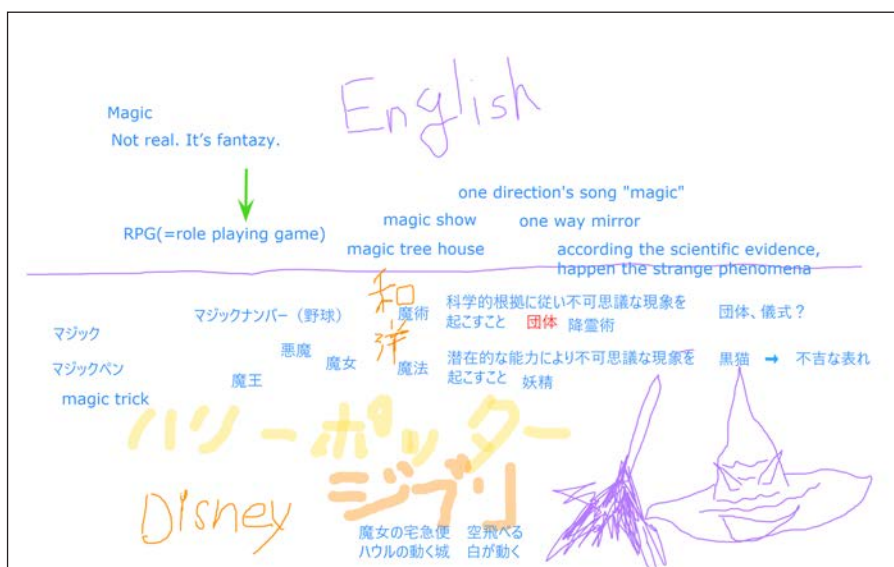 English
Magic
Not real. It's fantazy.
one direction's song "magic"
magic show
one way mirror
RPG(=role playing game)
magic tree house
according the scientific evidence,
happen the strange phenomena
和
マジックナンバー（野球）
魔術
科学的根拠に従い不可思議な現象を
起こすこと
団体
降霊術
団体、儀式？
マジック
洋
悪魔
魔女
魔法
潜在的な能力により不可思議な現象を
起こすこと
妖精
黒猫 → 不吉な表れ
マジックペン
魔王
magic trick
ハリーポッター
ジブリ
Disney
魔女の宅急便 空飛べる
ハウルの動く城 白が動く